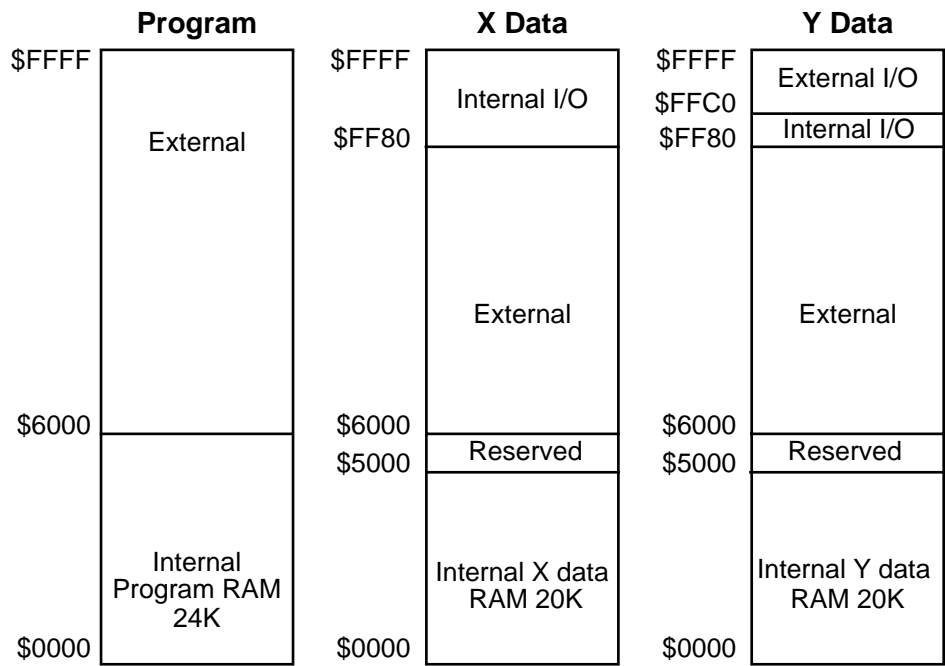 Program
$FFFF
External
$6000
Internal
Program RAM
24K
$0000
X Data
$FFFF
Internal I/O
$FF80
External
$6000
Reserved
$5000
Internal X data
RAM 20K
$0000
Y Data
$FFFF
External I/O
$FFC0
Internal I/O
$FF80
External
$6000
Reserved
$5000
Internal Y data
RAM 20K
$0000